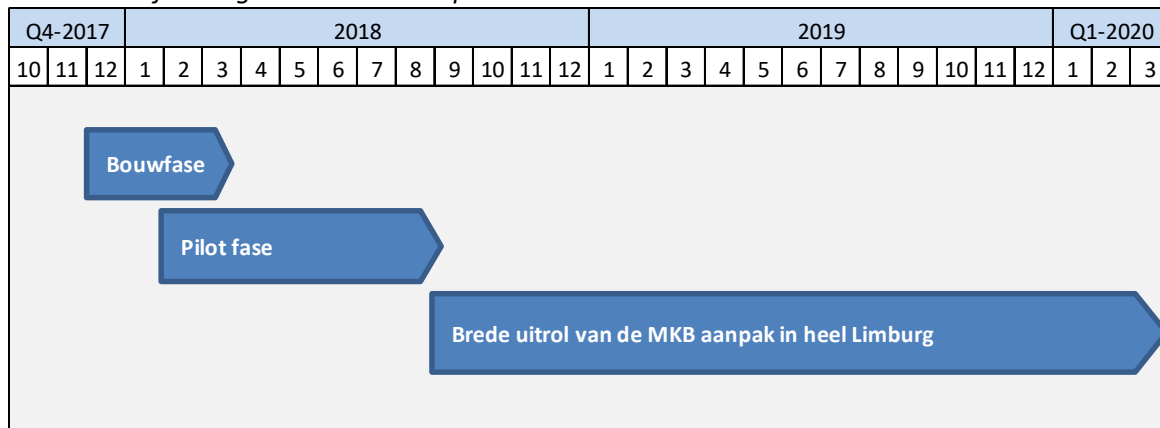 Q4-2017 2018 2019 Q1-2020
10 11 12 1 2 3 4 5 6 7 8 9 10 11 12 1 2 3 4 5 6 7 8 9 10 11 12 1 2 3
Bouwfase
Pilot fase
Brede uitrol van de MKB aanpak in heel Limburg